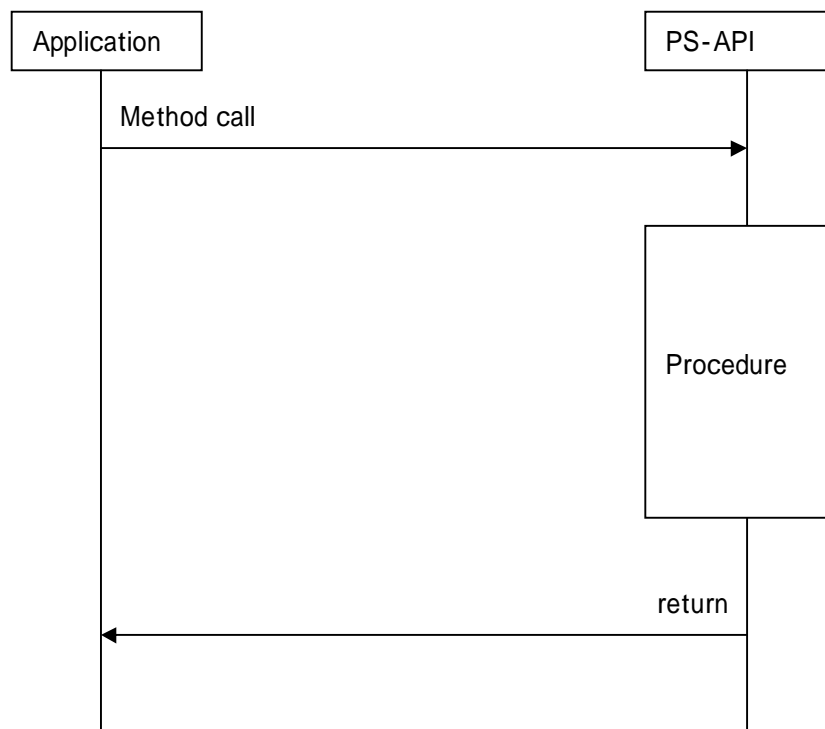 Application
PS-API
Method call
Procedure
return